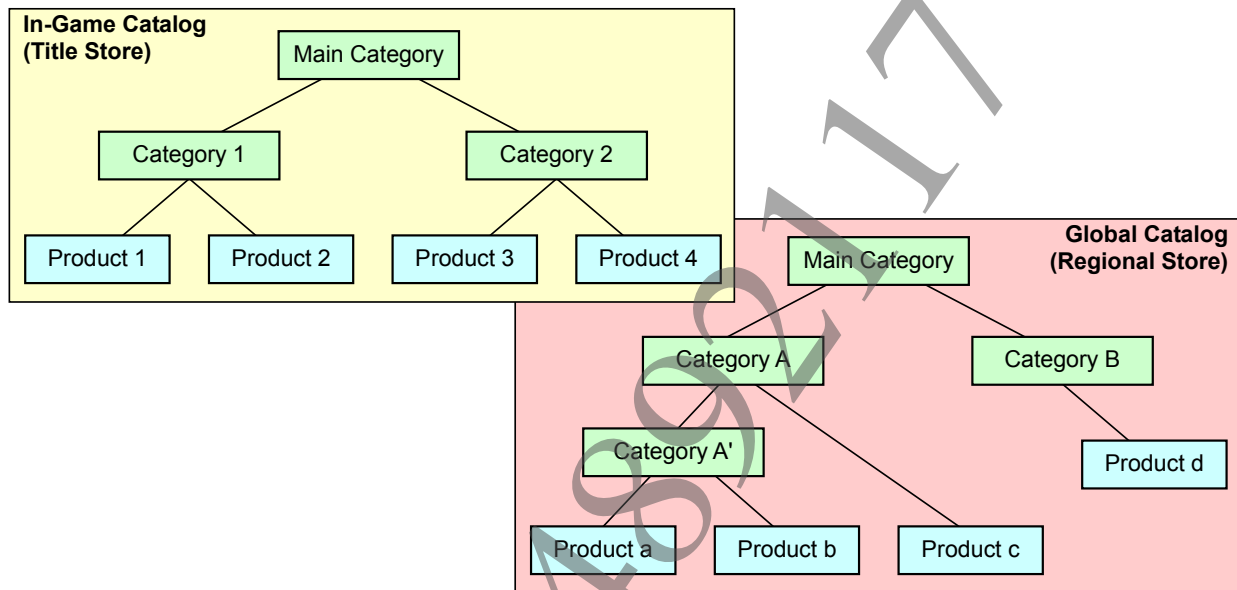 In-Game Catalog
(Title Store)
Main Category
Category 1
Category 2
Product 1
Product 2
Product 3
Product 4
Global Catalog
(Regional Store)
Main Category
Category A
Category B
Category A'
Product d
Product a
Product b
Product c
4892117